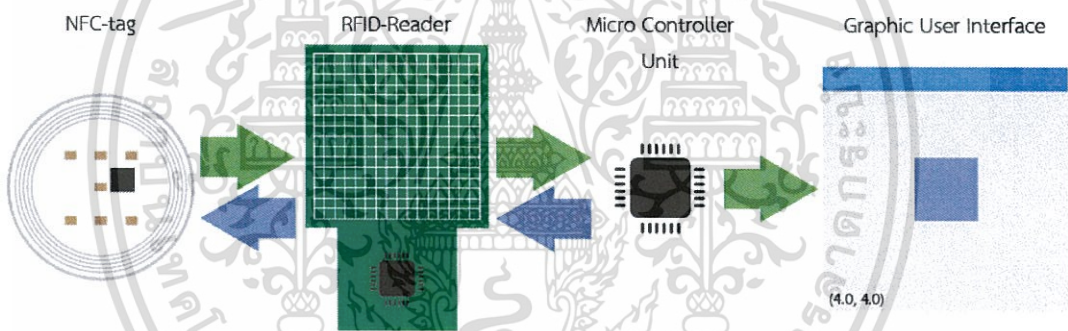 NFC-tag
RFID-Reader
Micro Controller
Unit
Graphic User Interface
(4.0, 4.0)